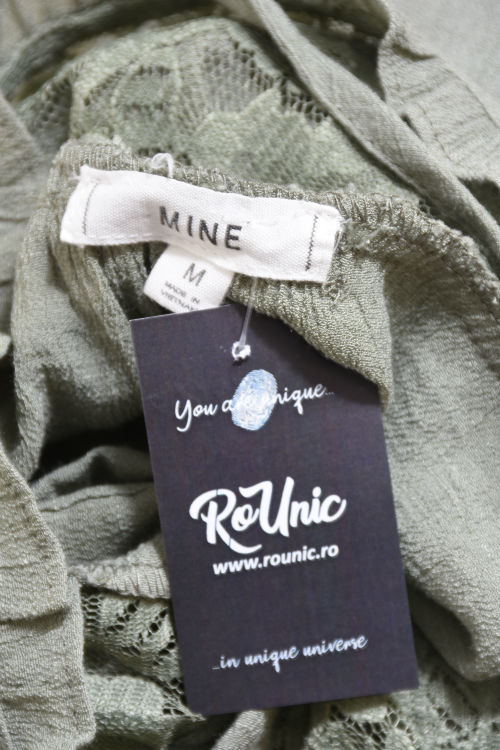 MINE
M
MADE IN
VIETNAM
You are unique...
RoUnic
www.rounic.ro
...in unique universe